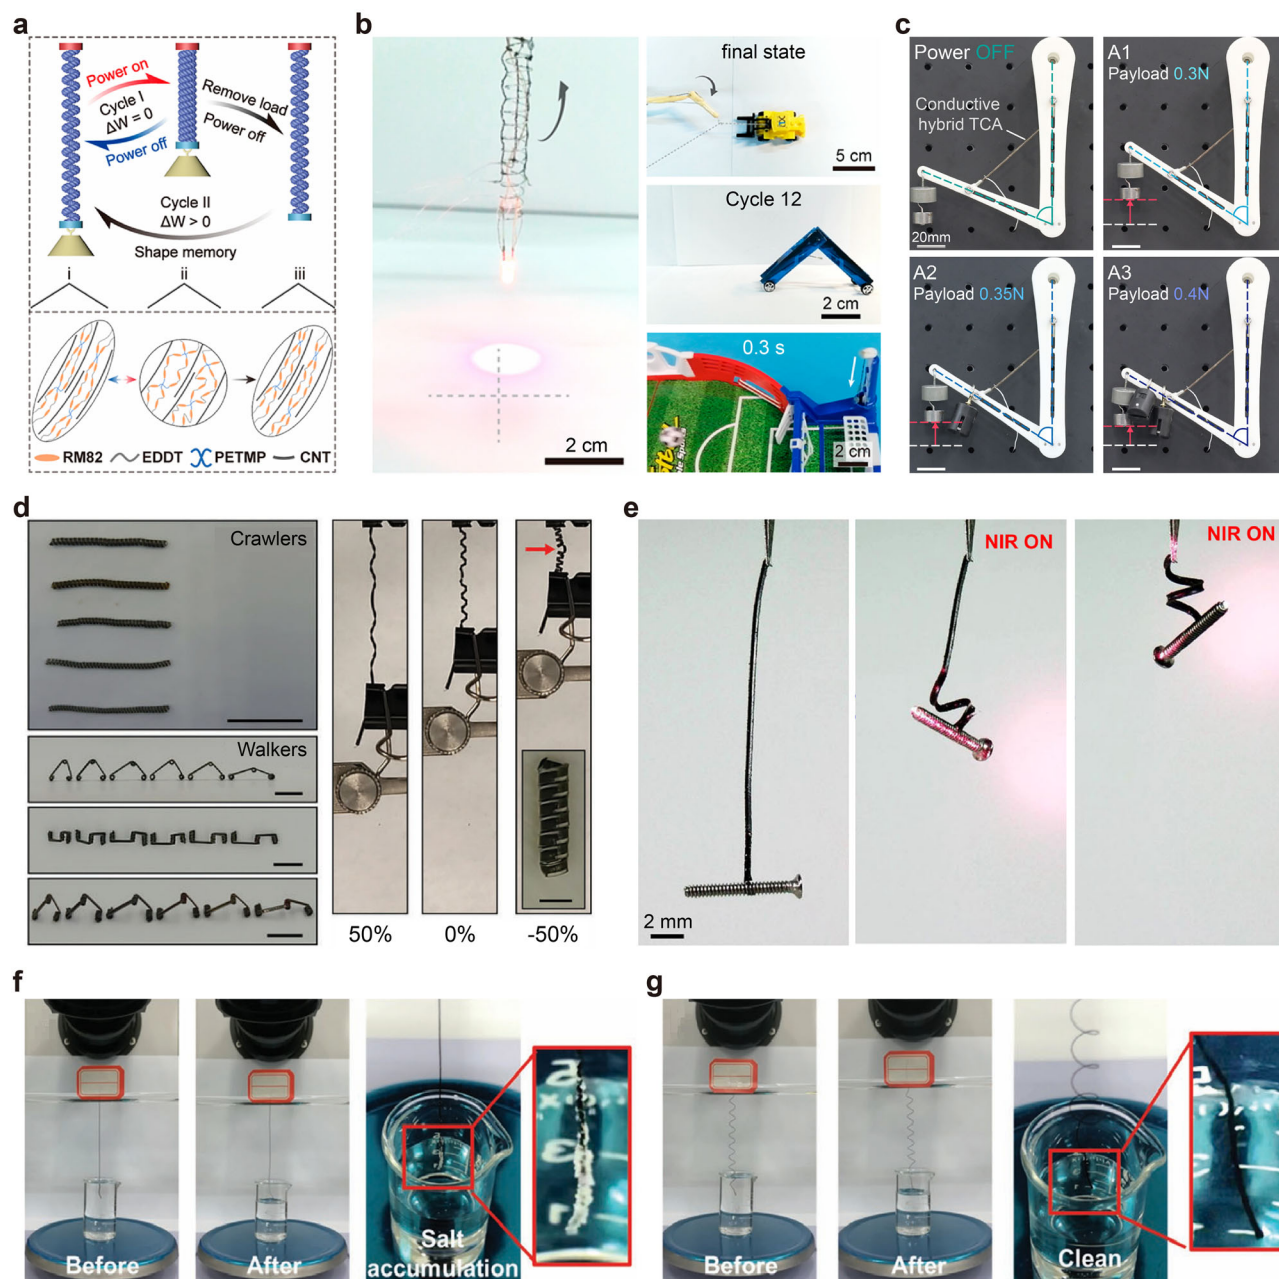 a
Power on
Cycle I
ΔW = 0
Power off
Remove load
Power off
Cycle II
ΔW > 0
Shape memory
i
ii
iii
RM82
EDDT
PETMP
CNT
b
2 cm
final state
5 cm
Cycle 12
2 cm
0.3 s
2 cm
c
Power OFF
Conductive
hybrid TCA
20mm
A1
Payload 0.3N
A2
Payload 0.35N
A3
Payload 0.4N
d
Crawlers
Walkers
50%
0%
-50%
e
2 mm
NIR ON
NIR ON
f
Before
After
Salt
accumulation
g
Before
After
Clean